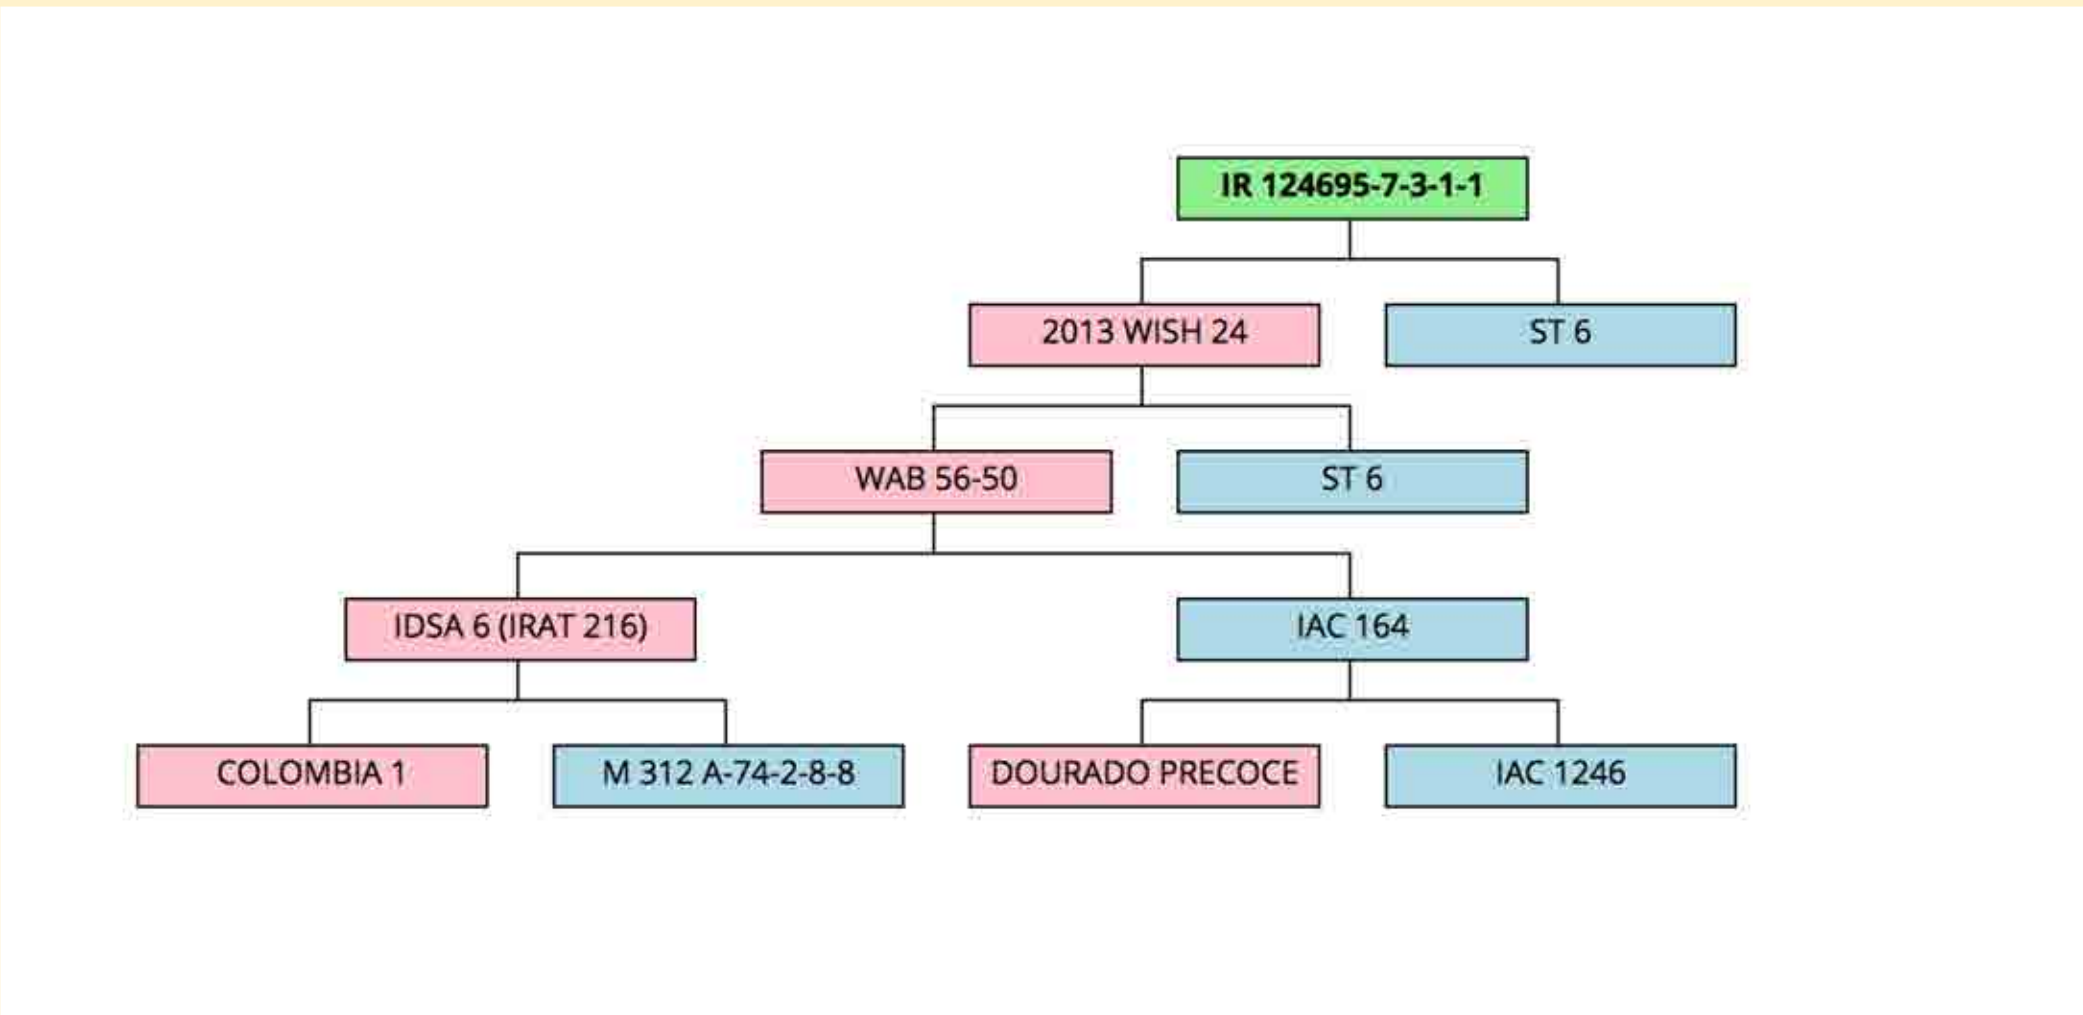 IR 124695-7-3-1-1
2013 WISH 24
ST 6
WAB 56-50
ST 6
IDSA 6 (IRAT 216)
IAC 164
COLOMBIA 1
M 312 A-74-2-8-8
DOURADO PRECOCE
IAC 1246